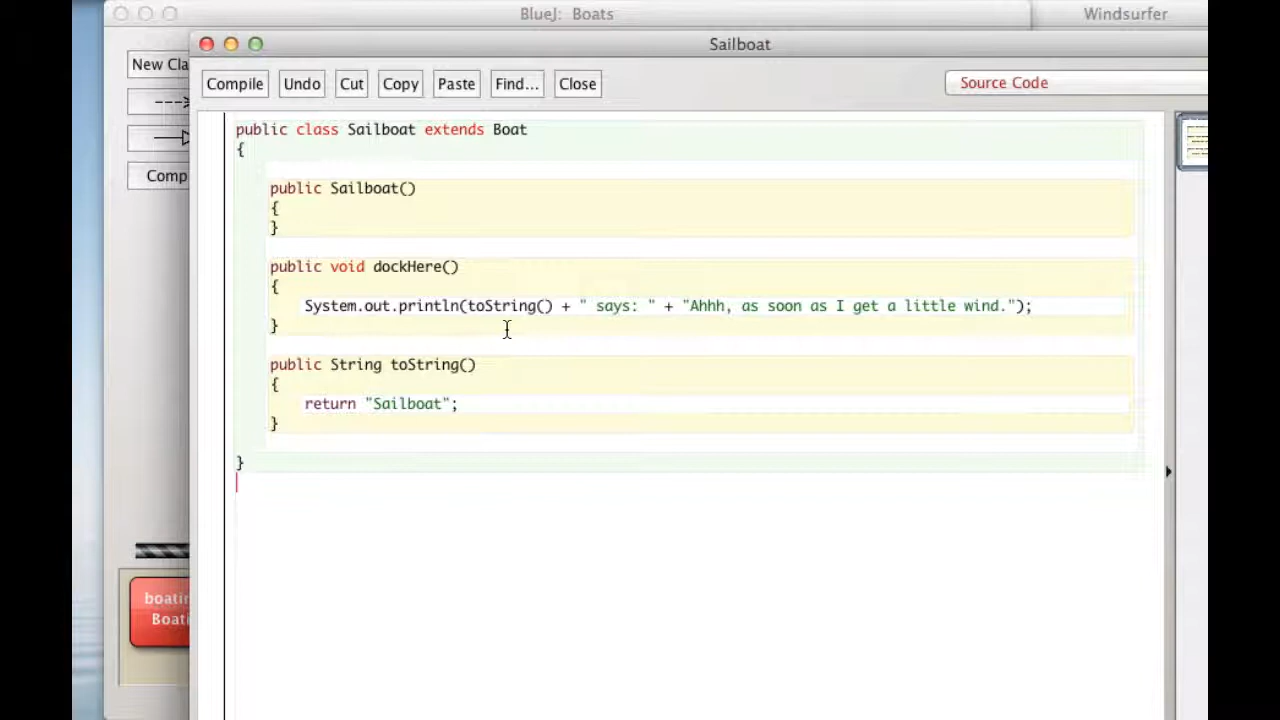 BlueJ: Boats
Windsurfer
Sailboat
New Cla
Compile
Undo
Cut
Copy
Paste
Find...
Close
Source Code
Comp
public class Sailboat extends Boat
{
public Sailboat()
{
}
public void dockHere()
{
System.out.println(toString() + " says: " + "Ahhh, as soon as I get a little wind.");
}
public String toString()
{
return "Sailboat";
}
}
boatin
Boati